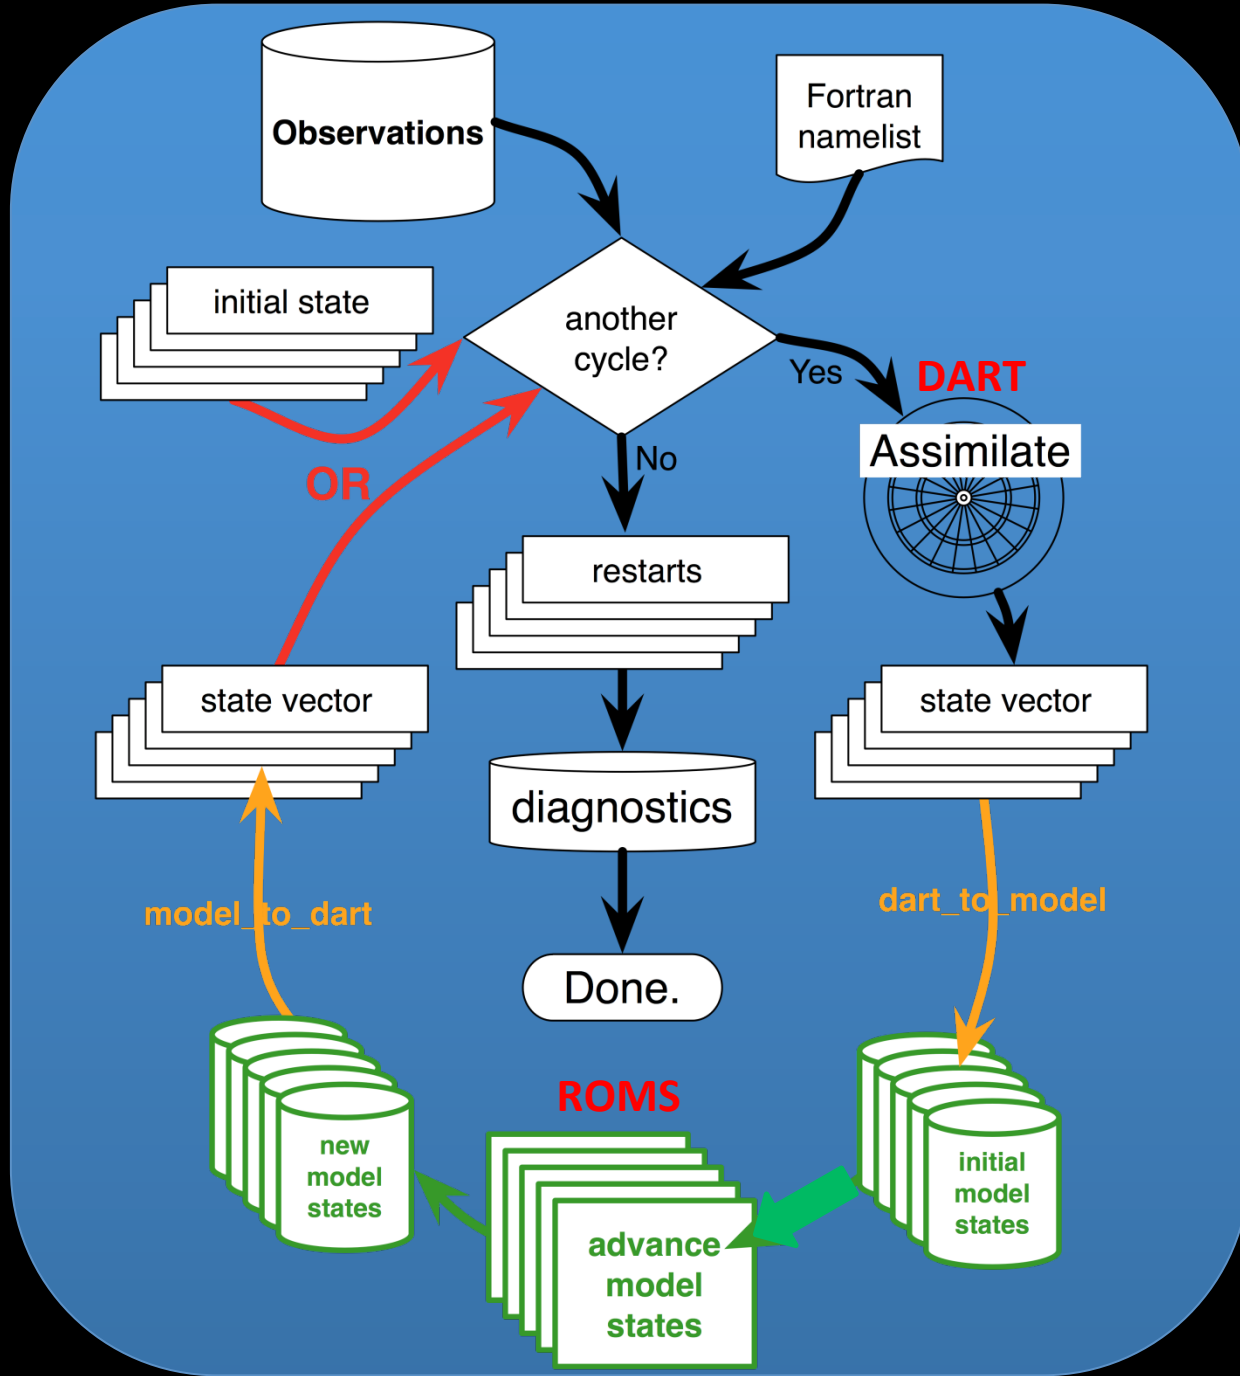 Observations
Fortran
namelist
initial state
another
cycle?
Yes
DART
Assimilate
OR
No
restarts
state vector
state vector
diagnostics
model_to_dart
dart_to_model
Done.
ROMS
new
model
states
initial
model
states
advance
model
states